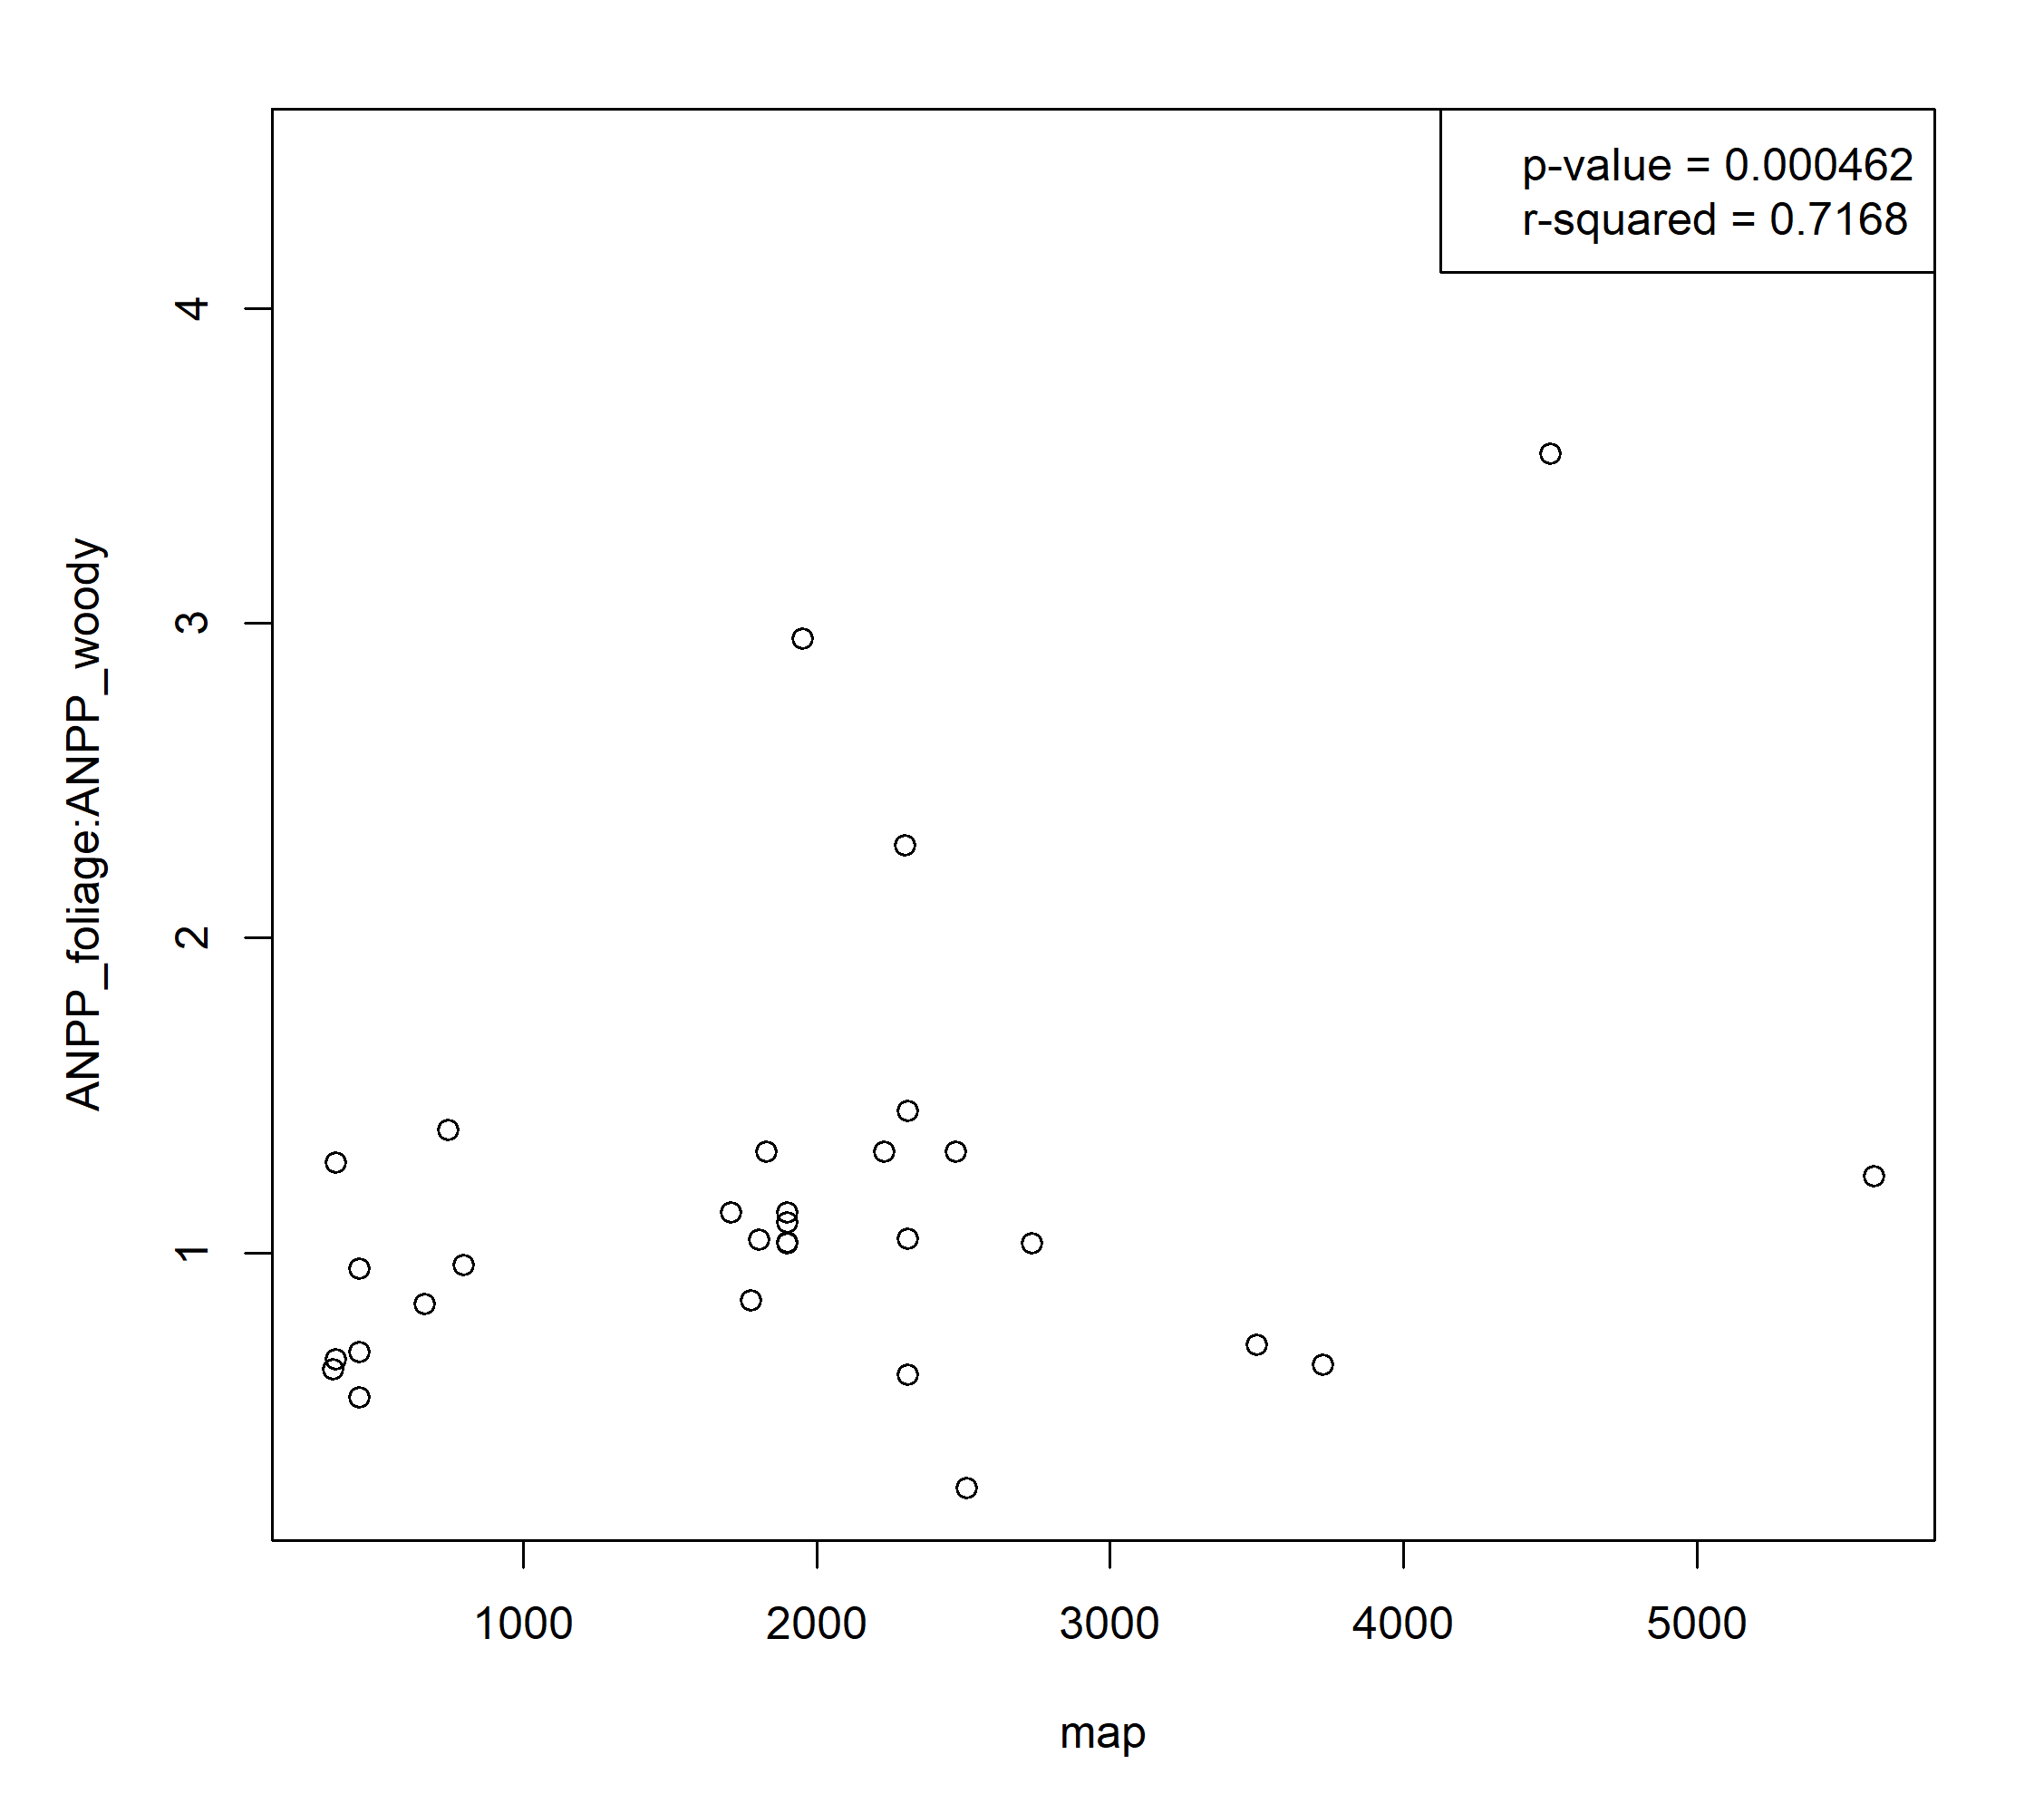 p-value = 0.000462
r-squared = 0.7168
4
3
2
1
ANPP_foliage:ANPP_woody
1000 2000 3000 4000 5000
map